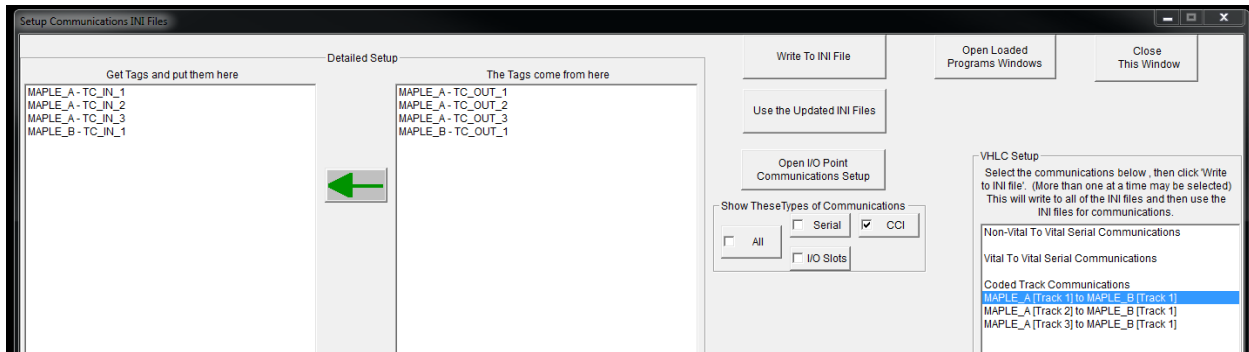 Setup Communications INI Files
Detailed Setup
Get Tags and put them here
MAPLE_A - TC_IN_1
MAPLE_A - TC_IN_2
MAPLE_A - TC_IN_3
MAPLE_B - TC_IN_1
The Tags come from here
MAPLE_A - TC_OUT_1
MAPLE_A - TC_OUT_2
MAPLE_A - TC_OUT_3
MAPLE_B - TC_OUT_1
Write To INI File
Use the Updated INI Files
Open I/O Point
Communications Setup
Show TheseTypes of Communications
All
Serial
CCI
I/O Slots
Open Loaded
Programs Windows
Close
This Window
VHLC Setup
Select the communications below , then click 'Write
to INI file'. (More than one at a time may be selected)
This will write to all of the INI files and then use the
INI files for communications.
Non-Vital To Vital Serial Communications
Vital To Vital Serial Communications
Coded Track Communications
MAPLE_A [Track 1] to MAPLE_B [Track 1]
MAPLE_A [Track 2] to MAPLE_B [Track 1]
MAPLE_A [Track 3] to MAPLE_B [Track 1]